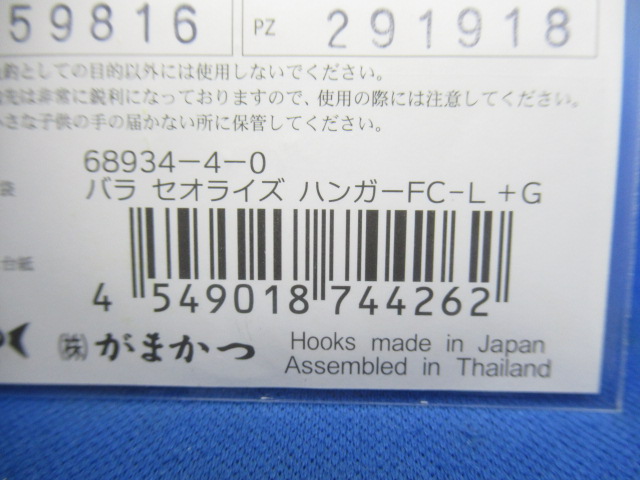 59816
PZ 291918
釣としての目的以外には使用しないでください。
先は非常に鋭利になっておりますので、使用の際には注意してください。
さな子供の手の届かない所に保管してください。
68934-4-0
袋 バラ セオライズ ハンガーFC-L +G
台紙
4 549018 744262
㈱がまかつ
Hooks made in Japan
Assembled in Thailand